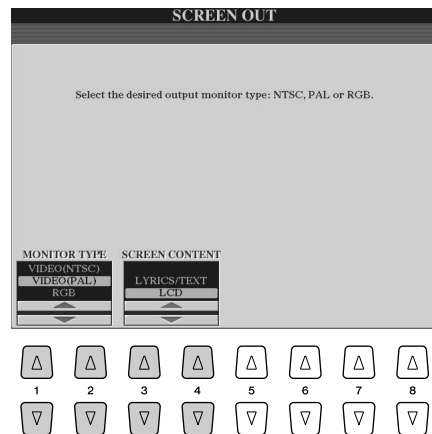 SCREEN OUT
Select the desired output monitor type: NTSC, PAL or RGB.
MONITOR TYPE SCREEN CONTENT
VIDEO(NTSC)
VIDEO(PAL) LYRICS/TEXT
RGB LCD
1 2 3 4 5 6 7 8